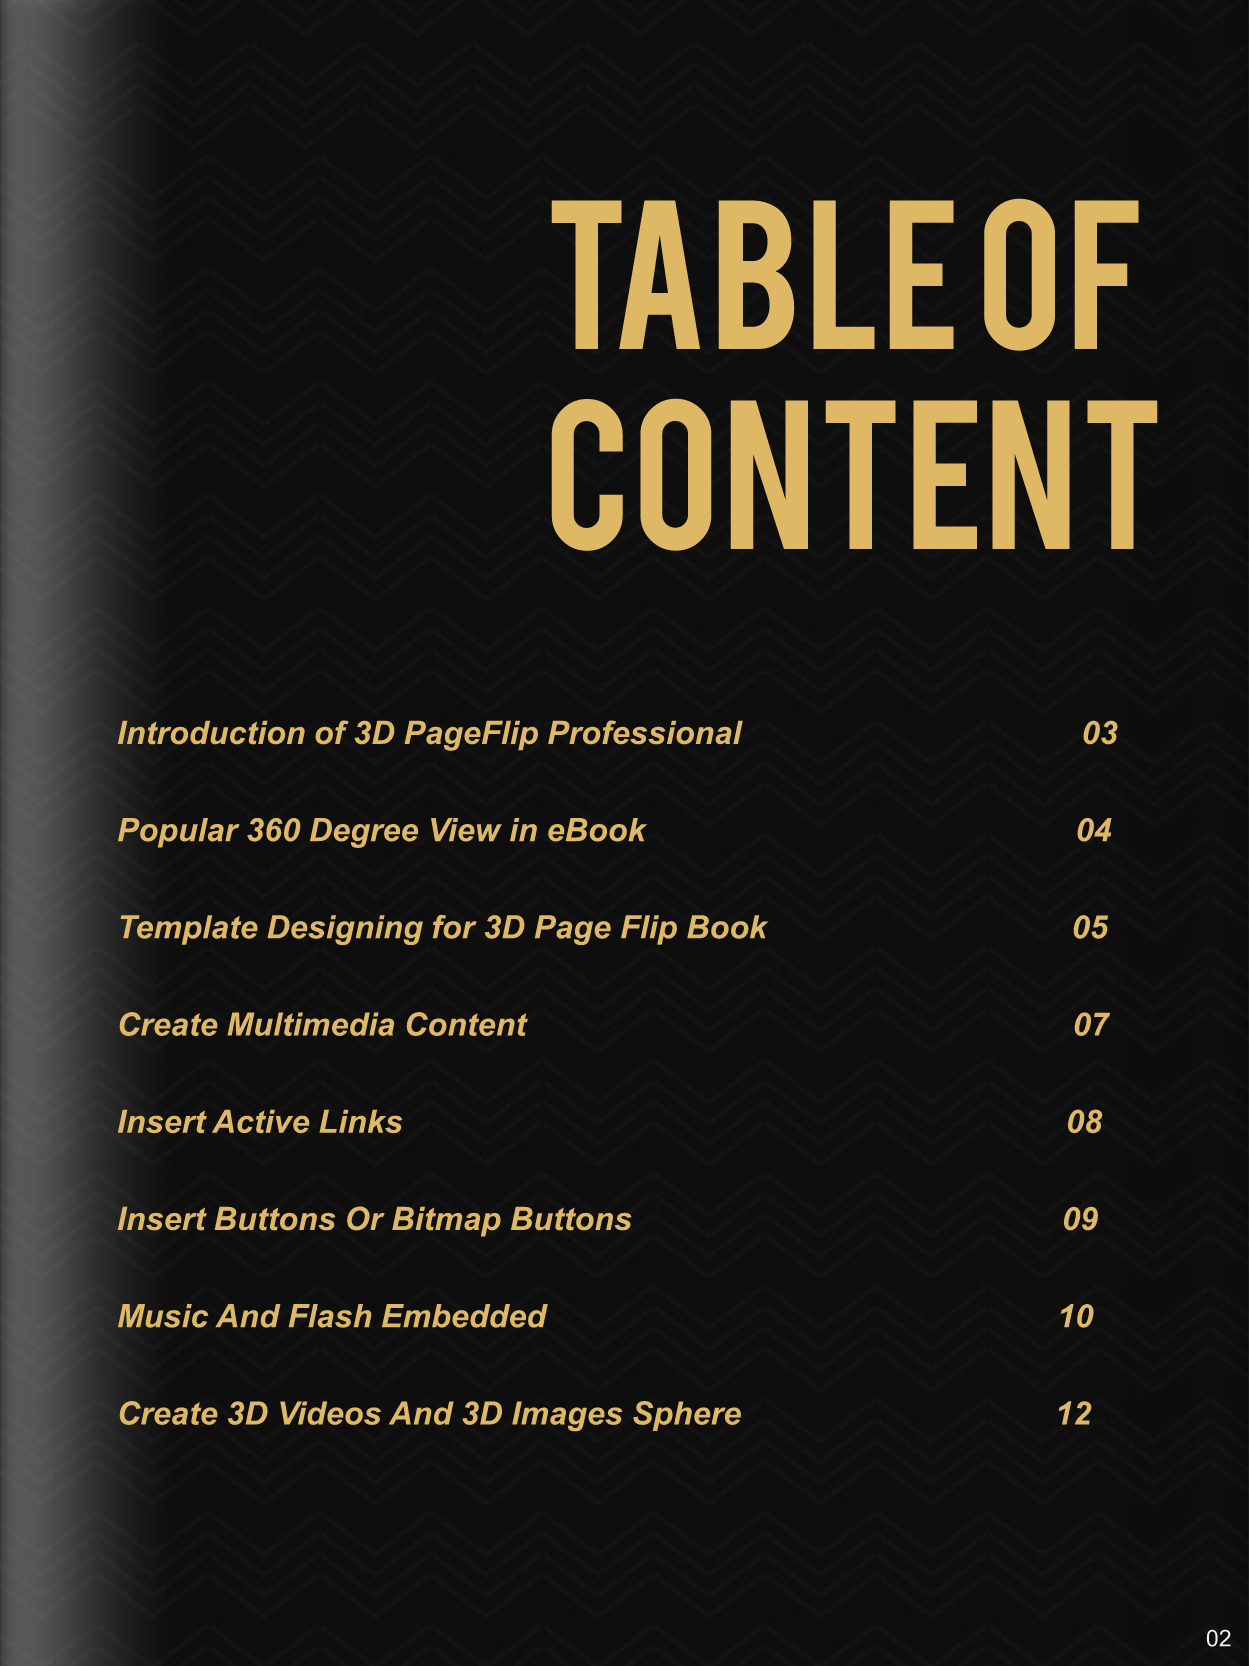 TABLE OF
CONTENT
Introduction of 3D PageFlip Professional 03
Popular 360 Degree View in eBook 04
Template Designing for 3D Page Flip Book 05
Create Multimedia Content 07
Insert Active Links 08
Insert Buttons Or Bitmap Buttons 09
Music And Flash Embedded 10
Create 3D Videos And 3D Images Sphere 12
02